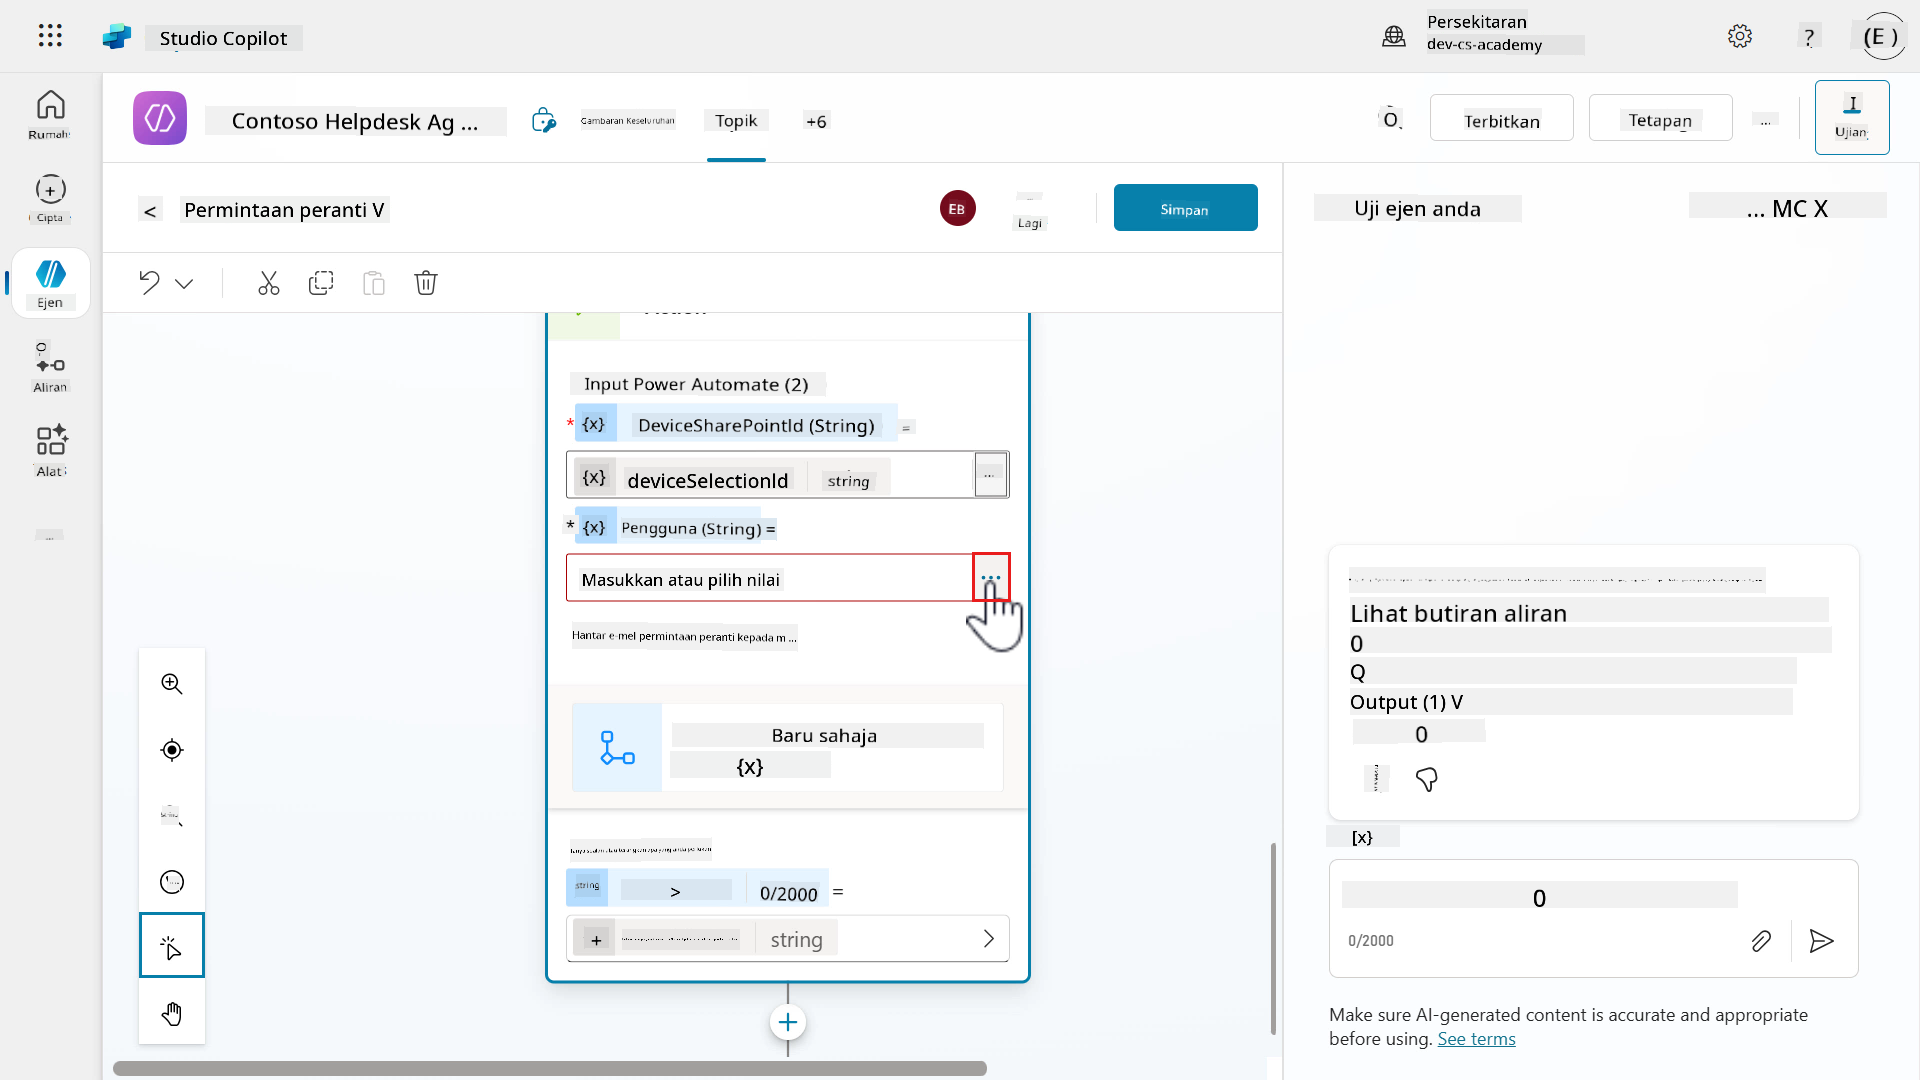 Studio Copilot
Persekitaran
dev-cs-academy
?
(E )
Rumah
Contoso Helpdesk Ag ...
Gambaran Keseluruhan
Topik
+6
Terbitkan
Tetapan
...
Ujian
Cipta
< Permintaan peranti V
EB
Lagi
Simpan
Uji ejen anda
... MC X
Ejen
Aliran
Alat
Input Power Automate (2)
* {x} DeviceSharePointId (String) =
{x} deviceSelectionId string ...
* {x} Pengguna (String) =
Masukkan atau pilih nilai ...
Hantar e-mel permintaan peranti kepada m ...
Baru sahaja
{x}
string > 0/2000 =
+ string
Lihat butiran aliran
0
Q
Output (1) V
0
[x}
0
0/2000
Make sure AI-generated content is accurate and appropriate
before using. See terms